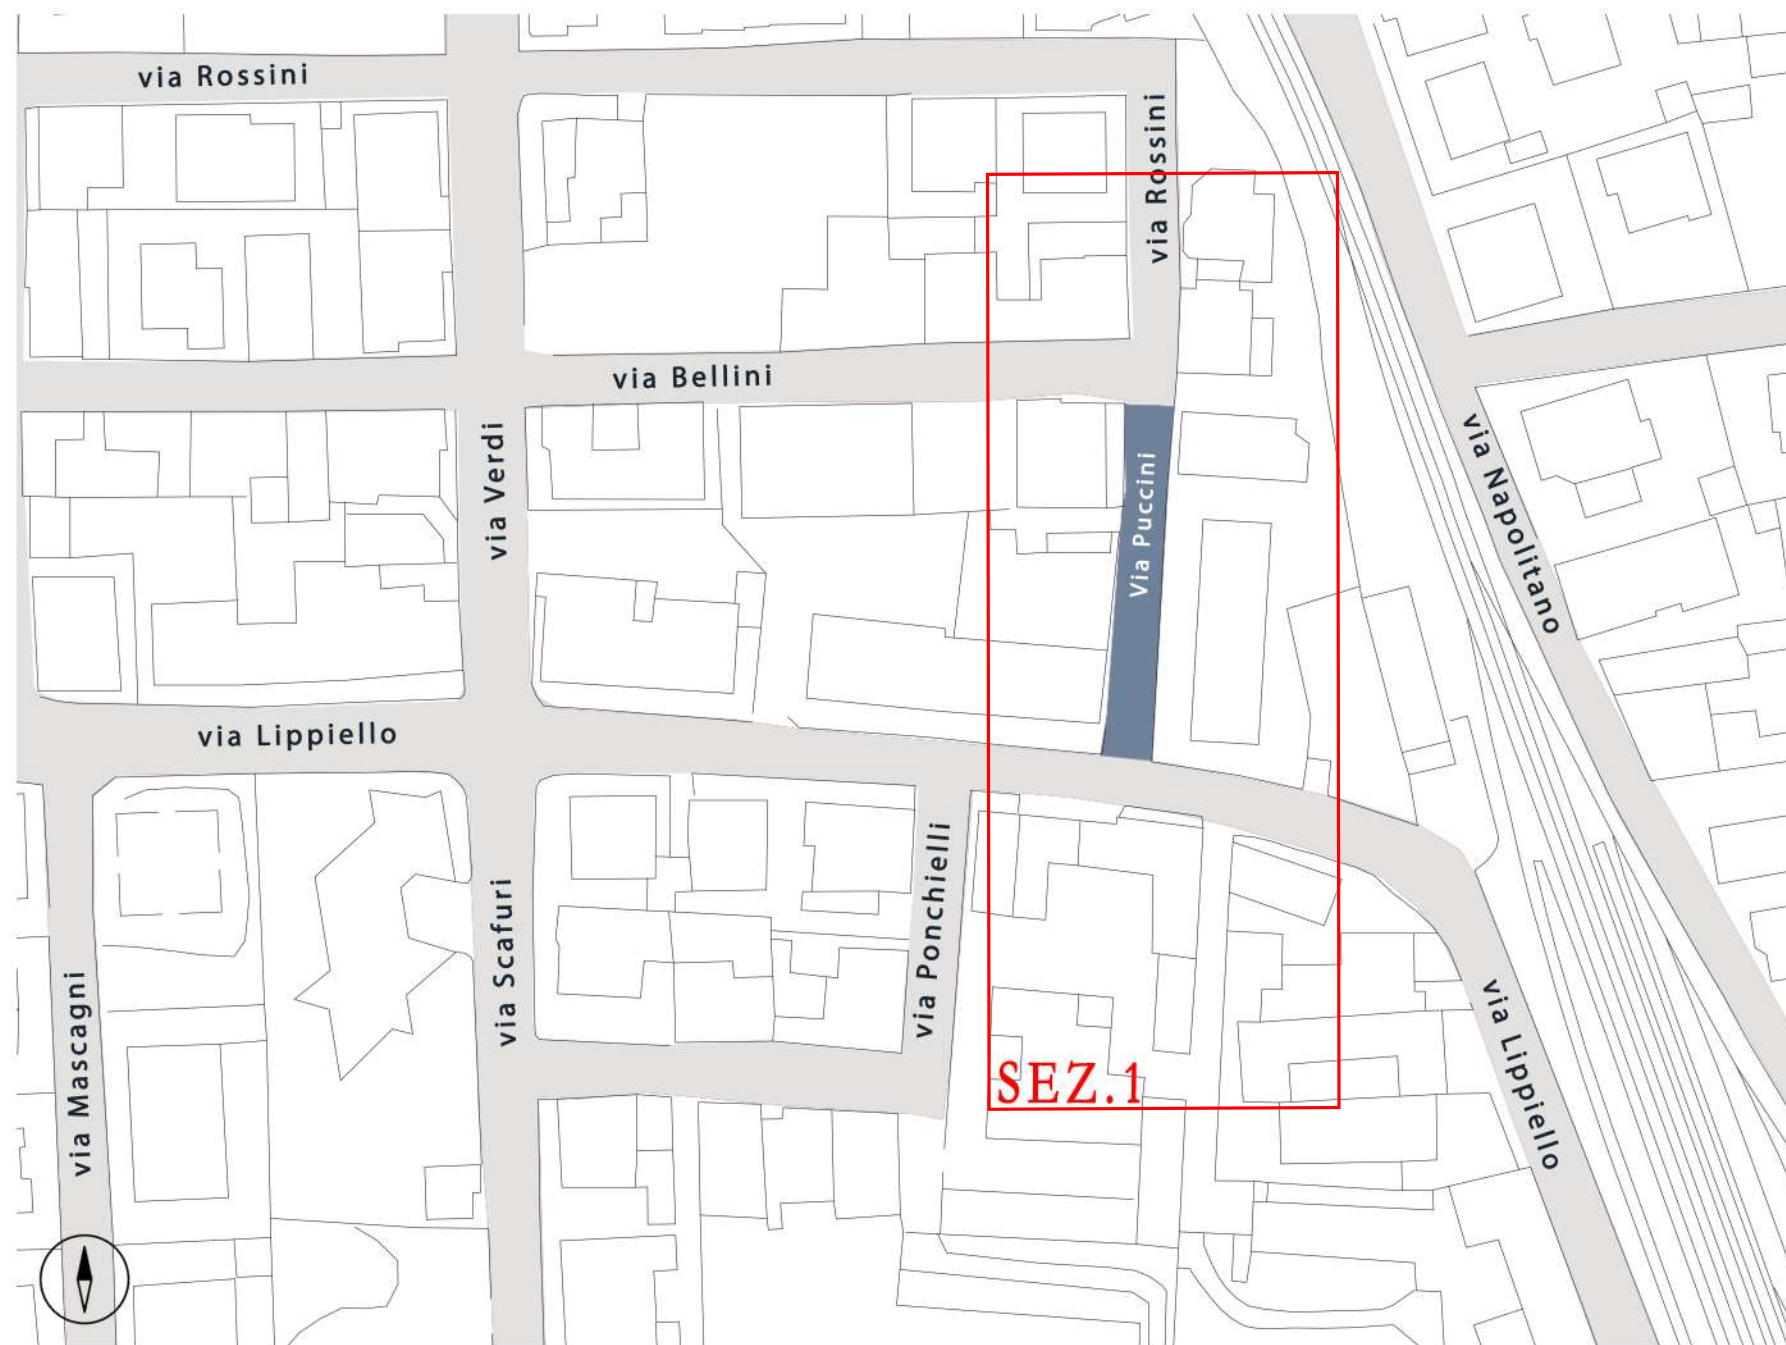 via Rossini
via Rossini
via Bellini
via Verdi
Via Puccini
via Napolitano
via Lippiello
via Ponchielli
via Scafuri
via Mascagni
via Lippiello
SEZ.1